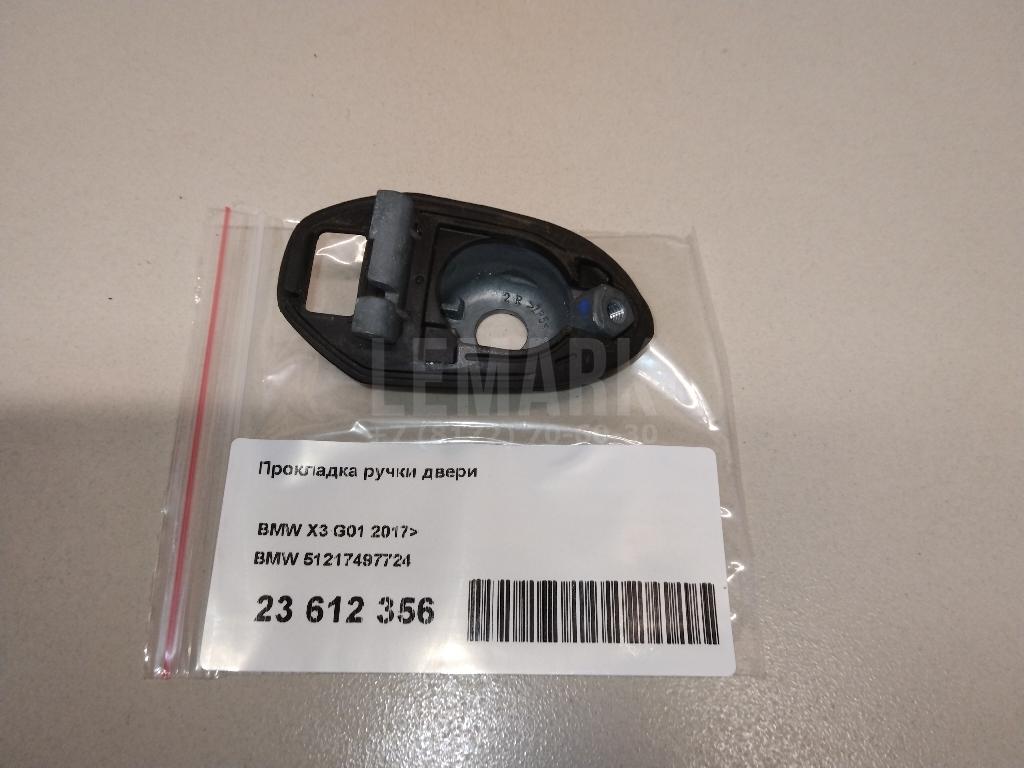 LEMARK
Прокладка ручки двери
BMW X3 G01 2017>
BMW 51217497724
23 612 356